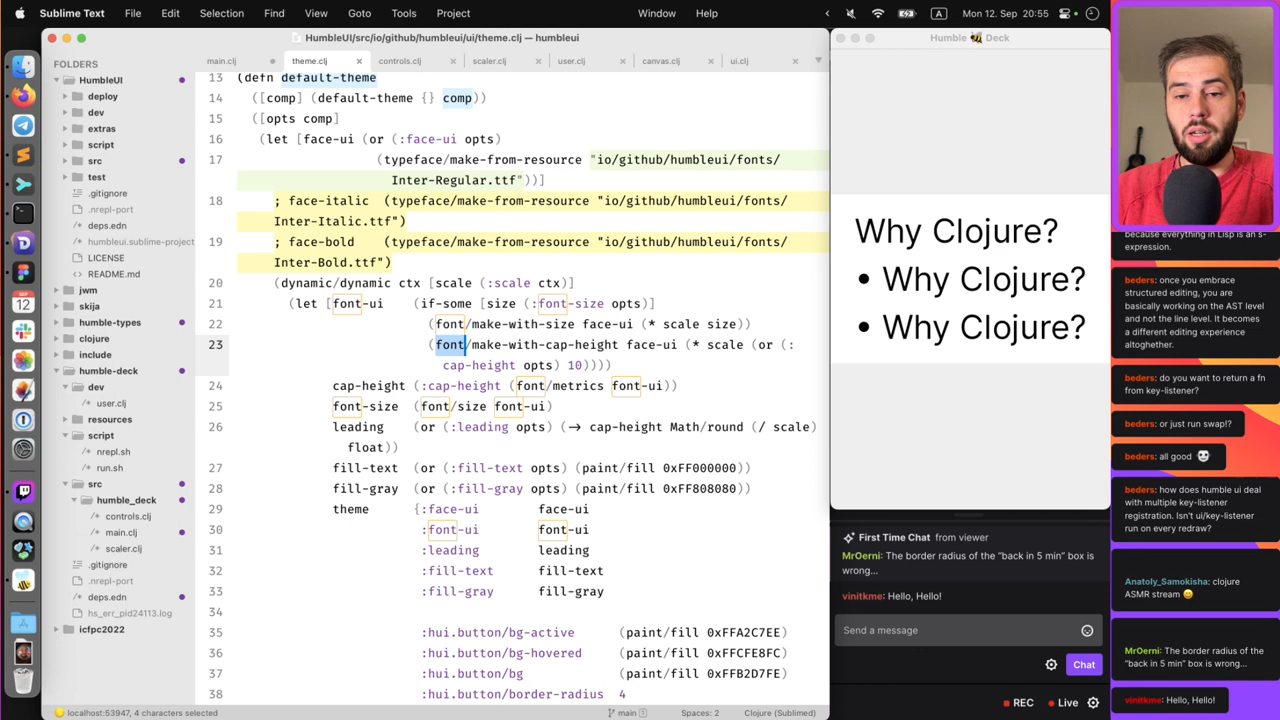 Sublime Text File Edit Selection Find View Goto Tools Project Window Help
A Mon 12. Sep 20:55
HumbleUI/src/io/github/humbleui/ui/theme.clj — humbleui
main.clj theme.clj controls.clj scaler.clj user.clj canvas.clj ui.clj
FOLDERS
HumbleUI
deploy
dev
extras
script
src
test
.gitignore
.nrepl-port
deps.edn
humbleui.sublime-project
LICENSE
README.md
jwm
skija
humble-types
clojure
include
humble-deck
dev
user.clj
resources
script
nrepl.sh
run.sh
src
humble_deck
controls.clj
main.clj
scaler.clj
.gitignore
.nrepl-port
deps.edn
hs_err_pid24113.log
icfpc2022
SEP
12
13 (defn default-theme
14 ([comp] (default-theme {} comp))
15 ([opts comp]
16 (let [face-ui (or (:face-ui opts)
17 (typeface/make-from-resource "io/github/humbleui/fonts/
Inter-Regular.ttf"))]
18 ; face-italic (typeface/make-from-resource "io/github/humbleui/fonts/
Inter-Italic.ttf")
19 ; face-bold (typeface/make-from-resource "io/github/humbleui/fonts/
Inter-Bold.ttf")
20 (dynamic/dynamic ctx [scale (:scale ctx)]
21 (let [font-ui (if-some [size (:font-size opts)]
22 (font/make-with-size face-ui (* scale size))
23 (font/make-with-cap-height face-ui (* scale (or (:
cap-height opts) 10))))
24 cap-height (:cap-height (font/metrics font-ui))
25 font-size (font/size font-ui)
26 leading (or (:leading opts) (-> cap-height Math/round (/ scale)
float))
27 fill-text (or (:fill-text opts) (paint/fill 0xFF000000))
28 fill-gray (or (:fill-gray opts) (paint/fill 0xFF808080))
29 theme {:face-ui face-ui
30 :font-ui font-ui
31 :leading leading
32 :fill-text fill-text
33 :fill-gray fill-gray
34
35 :hui.button/bg-active (paint/fill 0xFFA2C7EE)
36 :hui.button/bg-hovered (paint/fill 0xFFCFE8FC)
37 :hui.button/bg (paint/fill 0xFFB2D7FE)
38 :hui.button/border-radius 4
localhost:53947, 4 characters selected
main 1
Spaces: 2
Clojure (Sublimed)
Humble 🐝 Deck
Why Clojure?
• Why Clojure?
• Why Clojure?
First Time Chat from viewer
MrOerni: The border radius of the "back in 5 min" box is
wrong...
vinitkme: Hello, Hello!
Send a message
Chat
REC Live
because everything in Lisp is an s-
expression.
beders: once you embrace
structured editing, you are
basically working on the AST level
and not the line level. It becomes
a different editing experience
altoghether.
beders: do you want to return a fn
from key-listener?
beders: or just run swap!?
beders: all good
beders: how does humble ui deal
with multiple key-listener
registration. Isn't ui/key-listener
run on every redraw?
Anatoly_Samokisha: clojure
ASMR stream 😄
MrOerni: The border radius of the
"back in 5 min" box is wrong...
vinitkme: Hello, Hello!